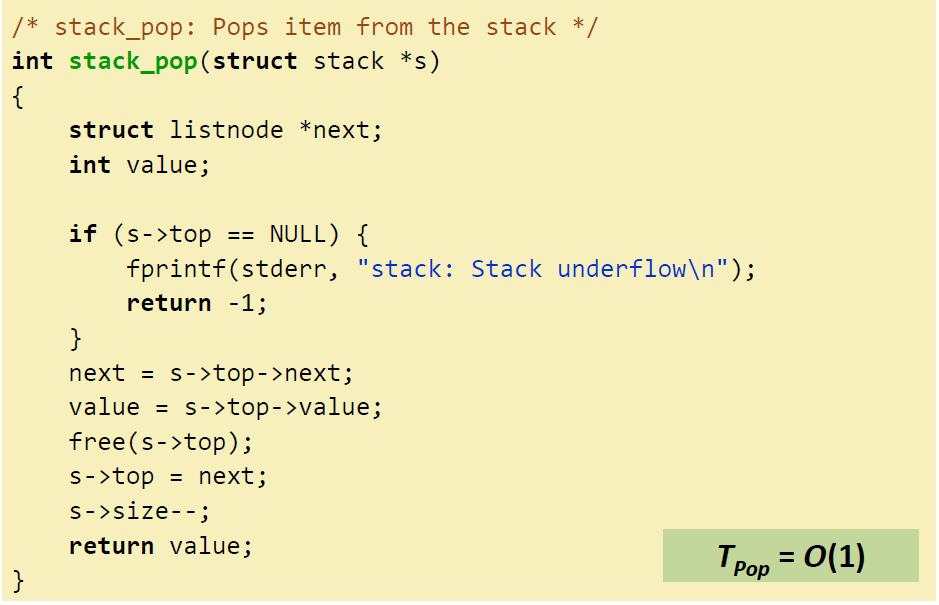 /* stack_pop: Pops item from the stack */
int stack_pop(struct stack *s)
{
    struct listnode *next;
    int value;

    if (s->top == NULL) {
        fprintf(stderr, "stack: Stack underflow\n");
        return -1;
    }
    next = s->top->next;
    value = s->top->value;
    free(s->top);
    s->top = next;
    s->size--;
    return value;
}
T_Pop = O(1)